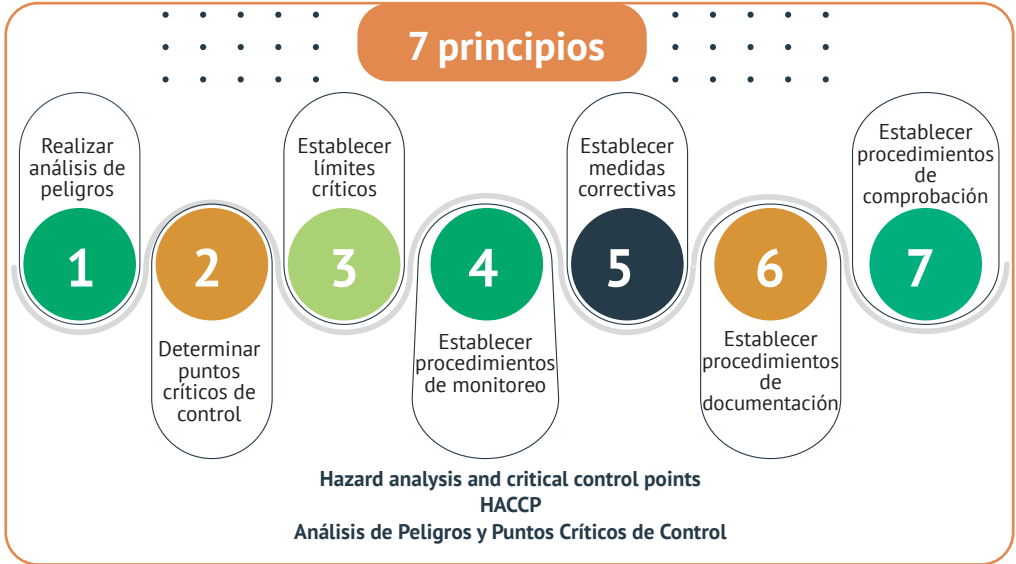 7 principios
Realizar
análisis de
peligros
1
2
Determinar
puntos
críticos de
control
Establecer
límites
críticos
3
4
Establecer
procedimientos
de monitoreo
Establecer
medidas
correctivas
5
6
Establecer
procedimientos
de
documentación
Establecer
procedimientos
de
comprobación
7
Hazard analysis and critical control points
HACCP
Análisis de Peligros y Puntos Críticos de Control